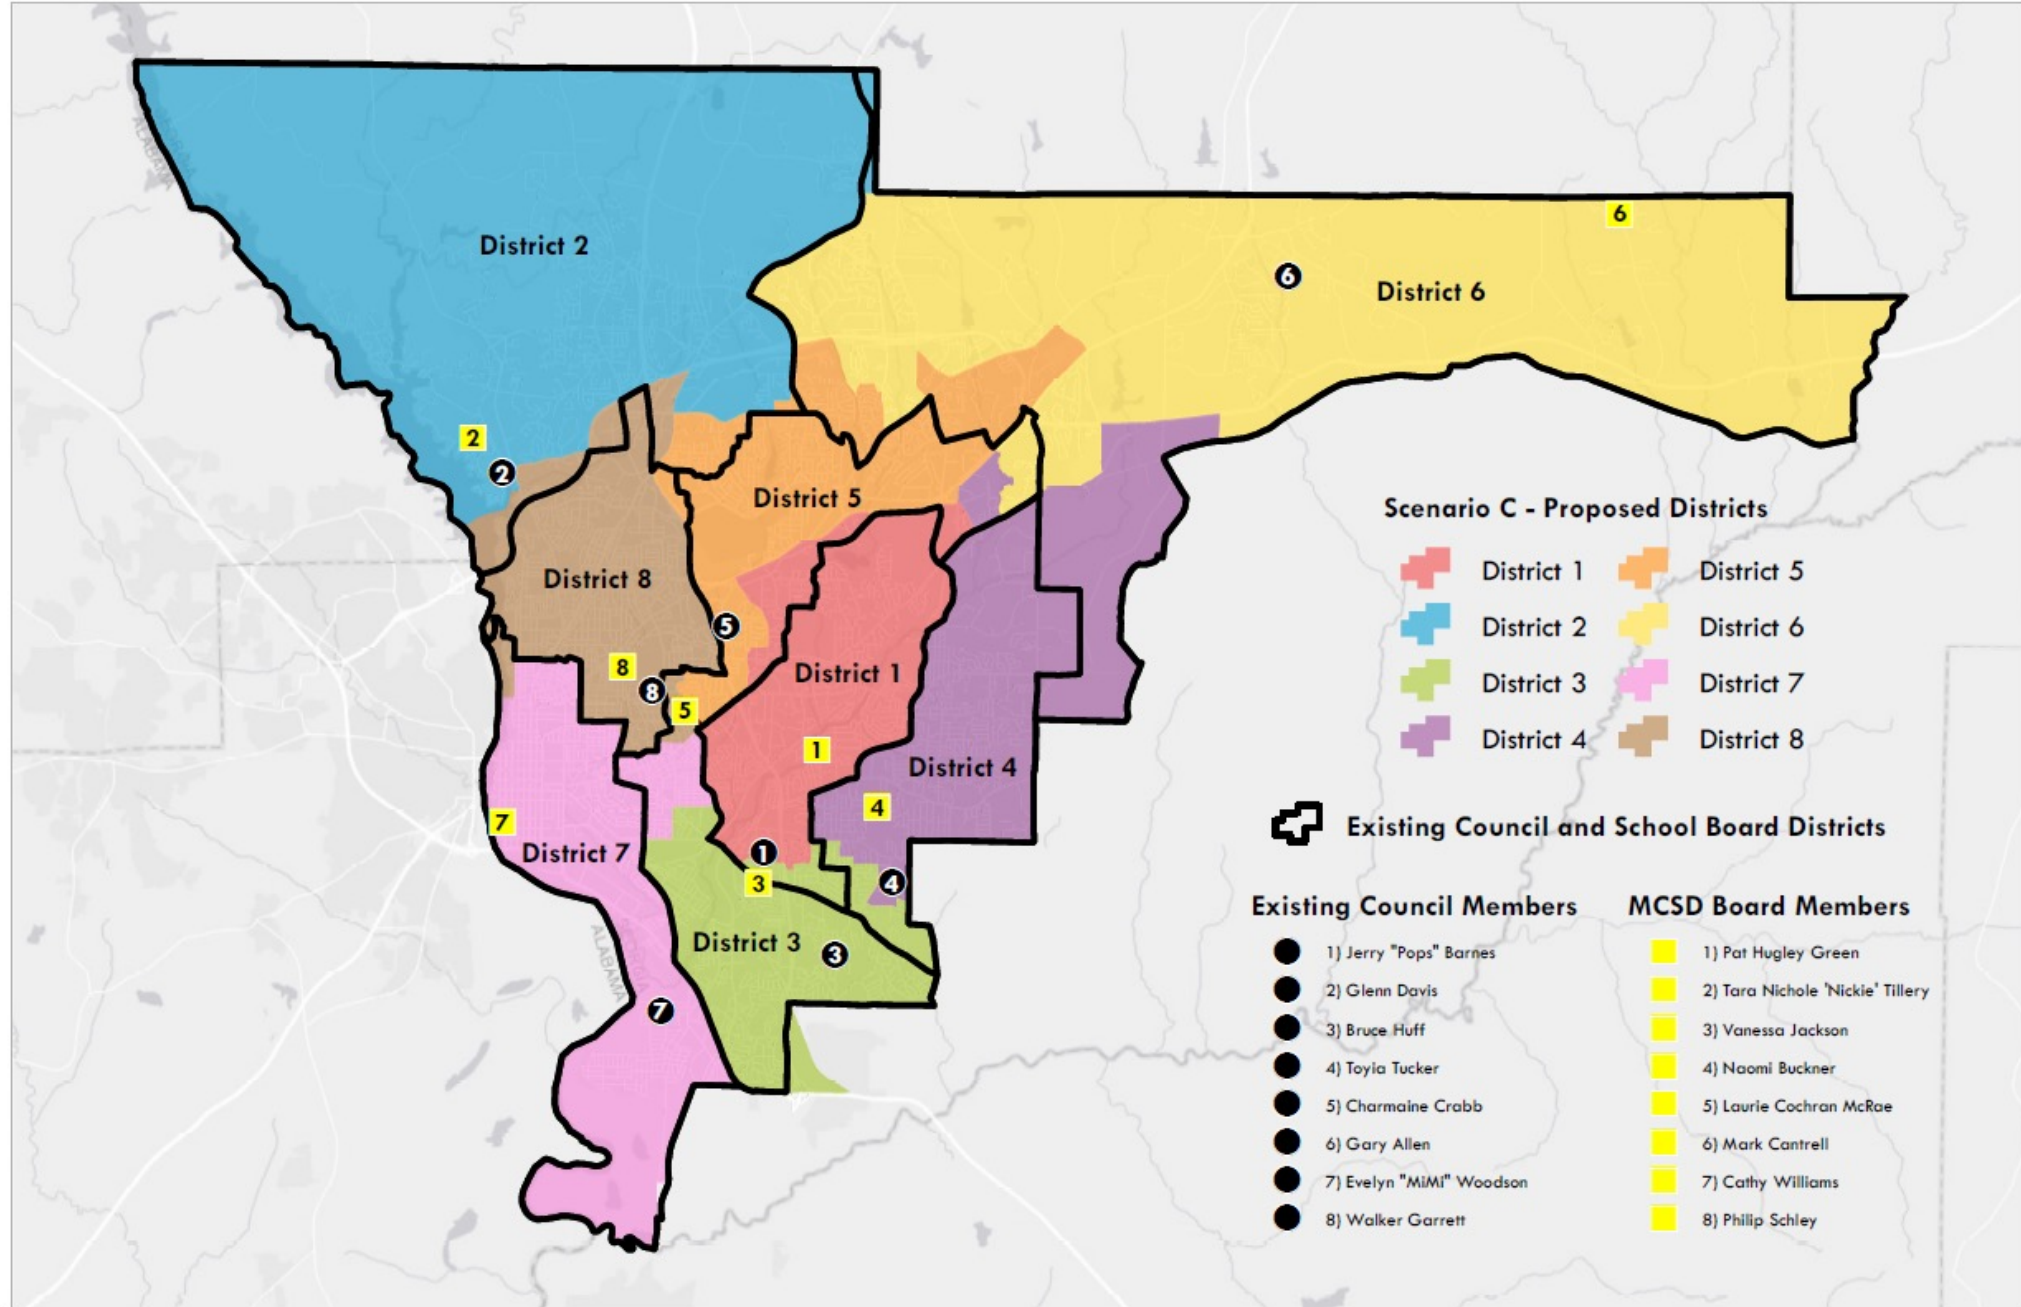 ALABAMA
GEORGIA
District 2
6
6
District 6
2
2
District 5
District 8
5
8
8
5
District 1
1
District 4
4
7
District 7
1
3
4
District 3
3
ALABAMA
GEORGIA
7
Scenario C - Proposed Districts
District 1
District 5
District 2
District 6
District 3
District 7
District 4
District 8
Existing Council and School Board Districts
Existing Council Members
1) Jerry "Pops" Barnes
2) Glenn Davis
3) Bruce Huff
4) Toyia Tucker
5) Charmaine Crabb
6) Gary Allen
7) Evelyn "MiMi" Woodson
8) Walker Garrett
MCSD Board Members
1) Pat Hugley Green
2) Tara Nichole 'Nickie' Tillery
3) Vanessa Jackson
4) Naomi Buckner
5) Laurie Cochran McRae
6) Mark Cantrell
7) Cathy Williams
8) Philip Schley